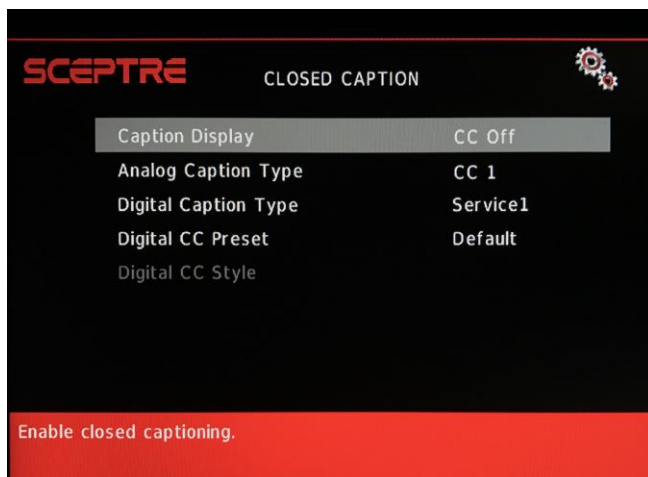 SCEPTRE
CLOSED CAPTION
Caption Display CC Off
Analog Caption Type CC 1
Digital Caption Type Service1
Digital CC Preset Default
Digital CC Style
Enable closed captioning.